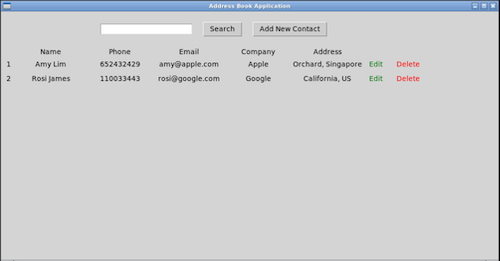 Address Book Application
Search Add New Contact
Name Phone Email Company Address
1 Amy Lim 652432429 amy@apple.com Apple Orchard, Singapore Edit Delete
2 Rosi James 110033443 rosi@google.com Google California, US Edit Delete